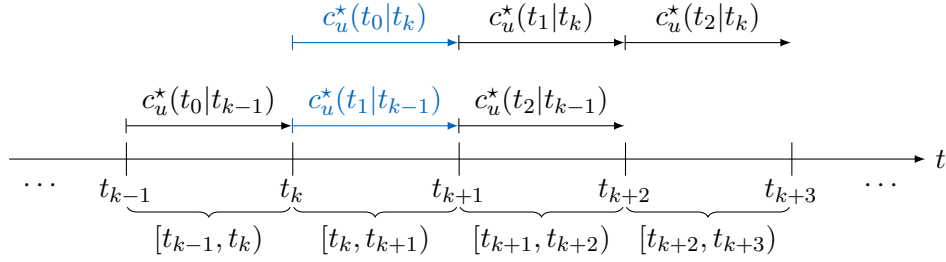 c_u^⋆(t_0|t_k) c_u^⋆(t_1|t_k) c_u^⋆(t_2|t_k)
c_u^⋆(t_0|t_{k−1}) c_u^⋆(t_1|t_{k−1}) c_u^⋆(t_2|t_{k−1})
t
⋯ t_{k−1} t_k t_{k+1} t_{k+2} t_{k+3} ⋯
[t_{k−1}, t_k) [t_k, t_{k+1}) [t_{k+1}, t_{k+2}) [t_{k+2}, t_{k+3})